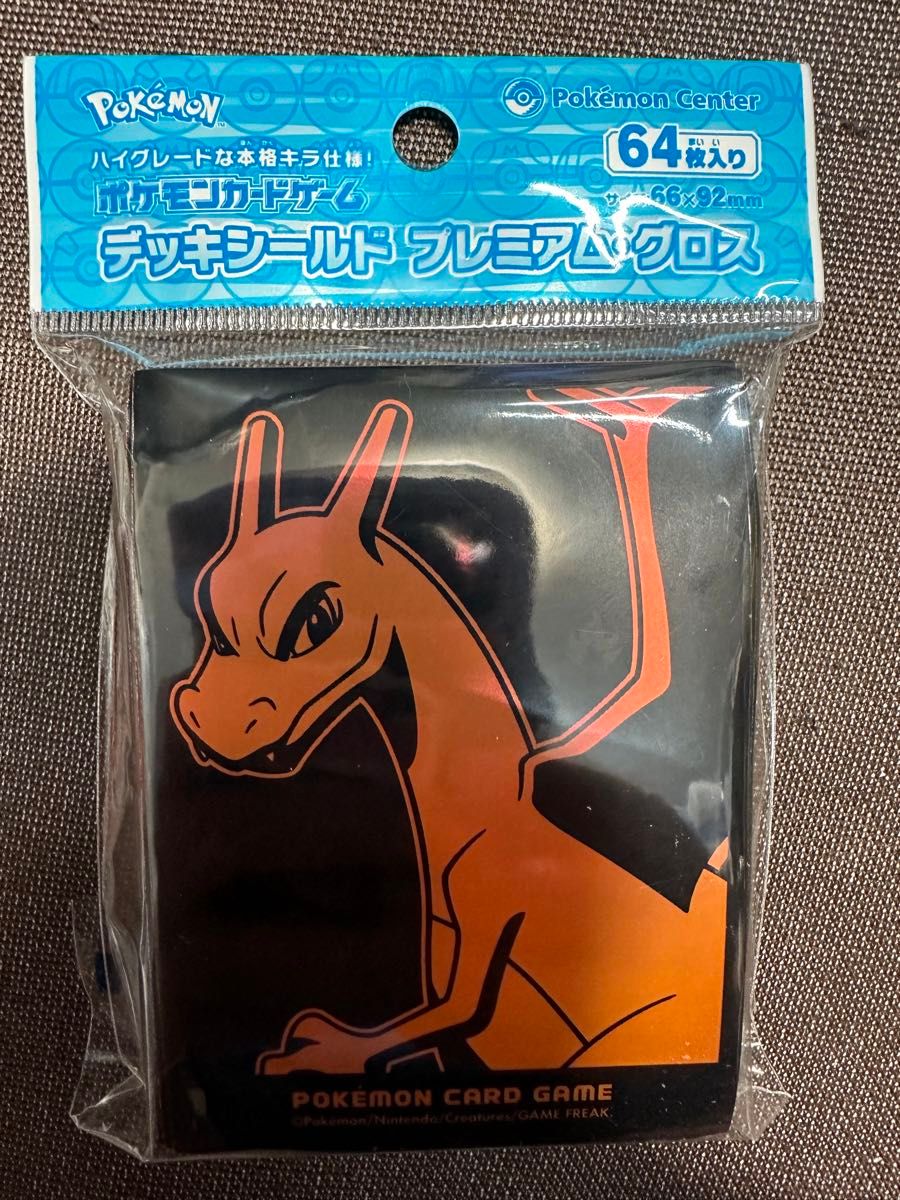 POKéMON
Pokémon Center
ハイグレードな本格キラ仕様!
64枚入り
ポケモンカードゲーム
66×92mm
デッキシールド プレミアム・グロス
POKÉMON CARD GAME
©Pokémon/Nintendo/Creatures/GAME FREAK.